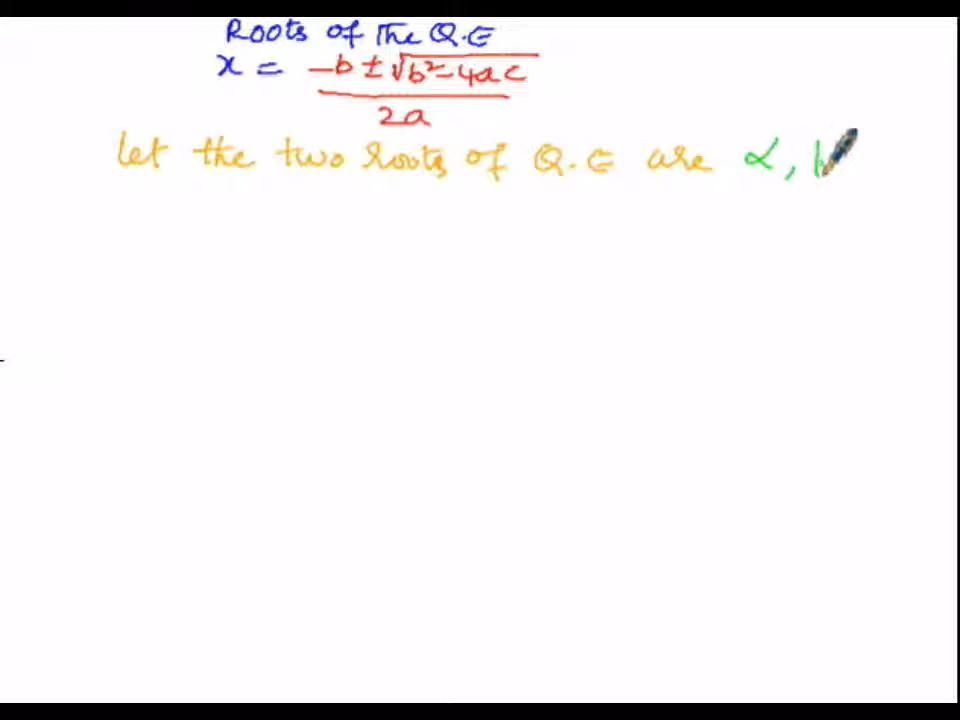 Roots of The Q.E
x = -b ± √b²-4ac
2a
let the two Roots of Q.E are α,